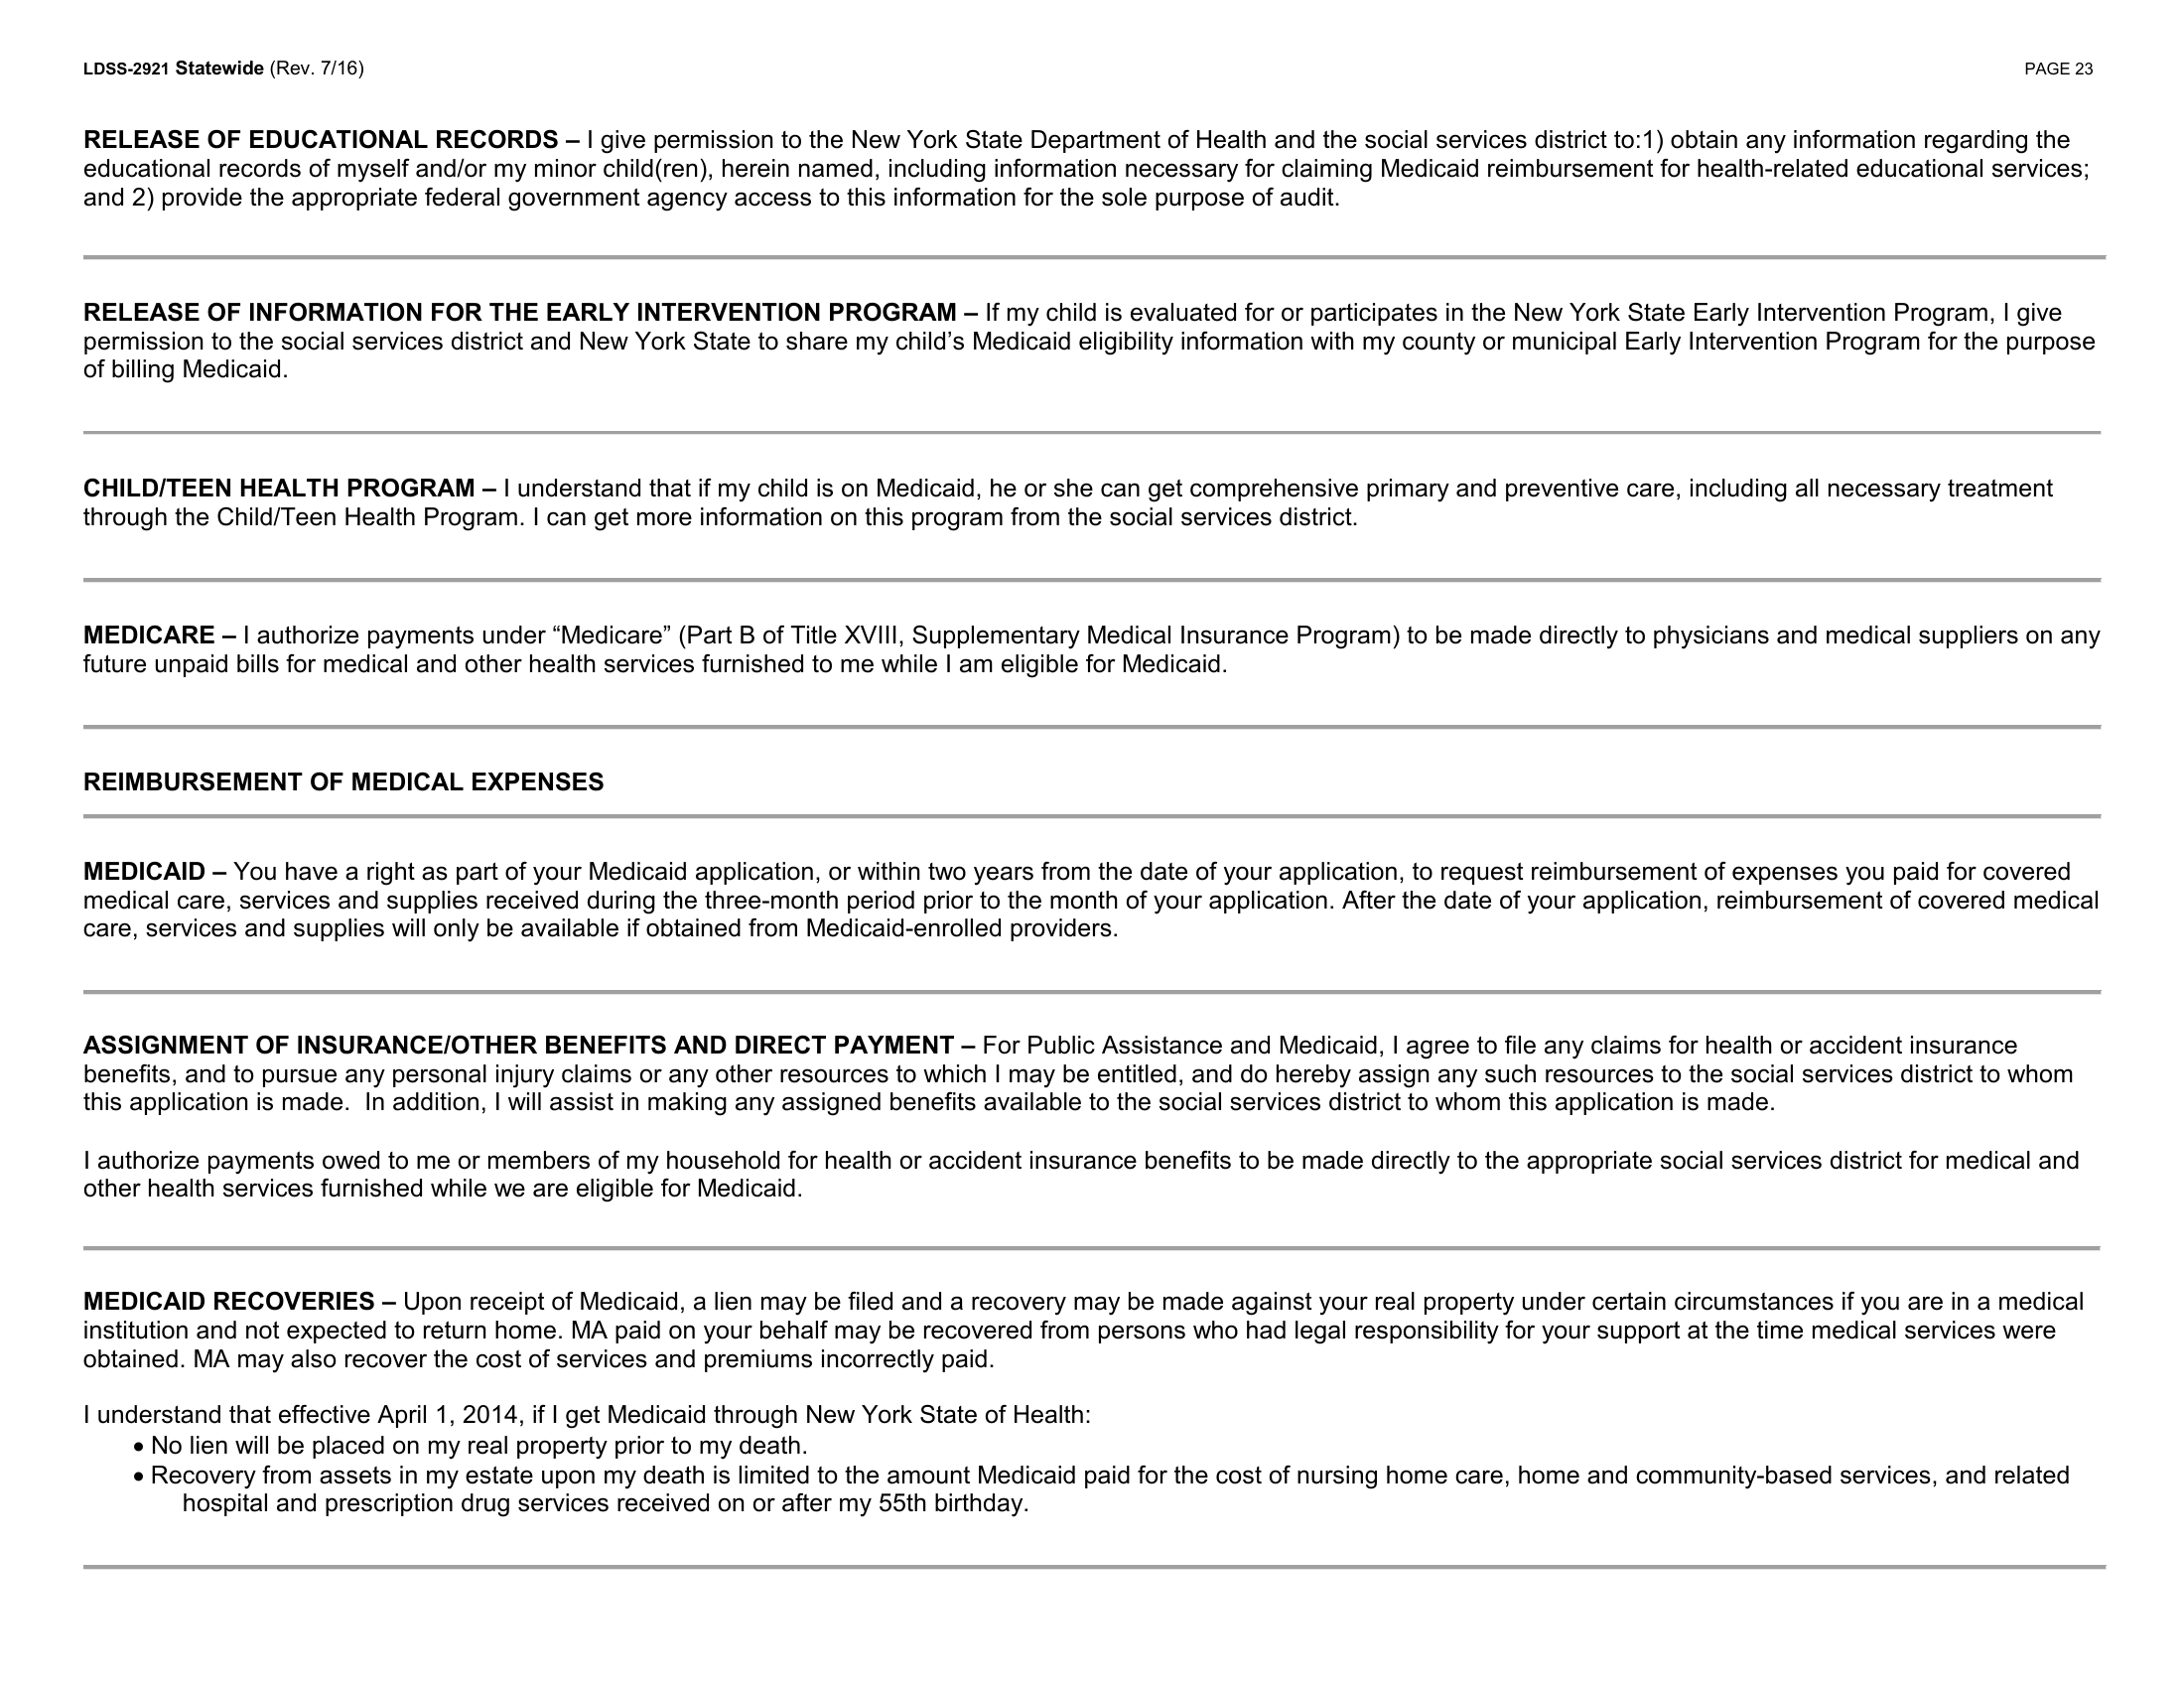 LDSS-2921 Statewide (Rev. 7/16)
PAGE 23
RELEASE OF EDUCATIONAL RECORDS – I give permission to the New York State Department of Health and the social services district to:1) obtain any information regarding the
educational records of myself and/or my minor child(ren), herein named, including information necessary for claiming Medicaid reimbursement for health-related educational services;
and 2) provide the appropriate federal government agency access to this information for the sole purpose of audit.
RELEASE OF INFORMATION FOR THE EARLY INTERVENTION PROGRAM – If my child is evaluated for or participates in the New York State Early Intervention Program, I give
permission to the social services district and New York State to share my child’s Medicaid eligibility information with my county or municipal Early Intervention Program for the purpose
of billing Medicaid.
CHILD/TEEN HEALTH PROGRAM – I understand that if my child is on Medicaid, he or she can get comprehensive primary and preventive care, including all necessary treatment
through the Child/Teen Health Program. I can get more information on this program from the social services district.
MEDICARE – I authorize payments under “Medicare” (Part B of Title XVIII, Supplementary Medical Insurance Program) to be made directly to physicians and medical suppliers on any
future unpaid bills for medical and other health services furnished to me while I am eligible for Medicaid.
REIMBURSEMENT OF MEDICAL EXPENSES
MEDICAID – You have a right as part of your Medicaid application, or within two years from the date of your application, to request reimbursement of expenses you paid for covered
medical care, services and supplies received during the three-month period prior to the month of your application. After the date of your application, reimbursement of covered medical
care, services and supplies will only be available if obtained from Medicaid-enrolled providers.
ASSIGNMENT OF INSURANCE/OTHER BENEFITS AND DIRECT PAYMENT – For Public Assistance and Medicaid, I agree to file any claims for health or accident insurance
benefits, and to pursue any personal injury claims or any other resources to which I may be entitled, and do hereby assign any such resources to the social services district to whom
this application is made.  In addition, I will assist in making any assigned benefits available to the social services district to whom this application is made.
I authorize payments owed to me or members of my household for health or accident insurance benefits to be made directly to the appropriate social services district for medical and
other health services furnished while we are eligible for Medicaid.
MEDICAID RECOVERIES – Upon receipt of Medicaid, a lien may be filed and a recovery may be made against your real property under certain circumstances if you are in a medical
institution and not expected to return home. MA paid on your behalf may be recovered from persons who had legal responsibility for your support at the time medical services were
obtained. MA may also recover the cost of services and premiums incorrectly paid.
I understand that effective April 1, 2014, if I get Medicaid through New York State of Health:
• No lien will be placed on my real property prior to my death.
• Recovery from assets in my estate upon my death is limited to the amount Medicaid paid for the cost of nursing home care, home and community-based services, and related
hospital and prescription drug services received on or after my 55th birthday.